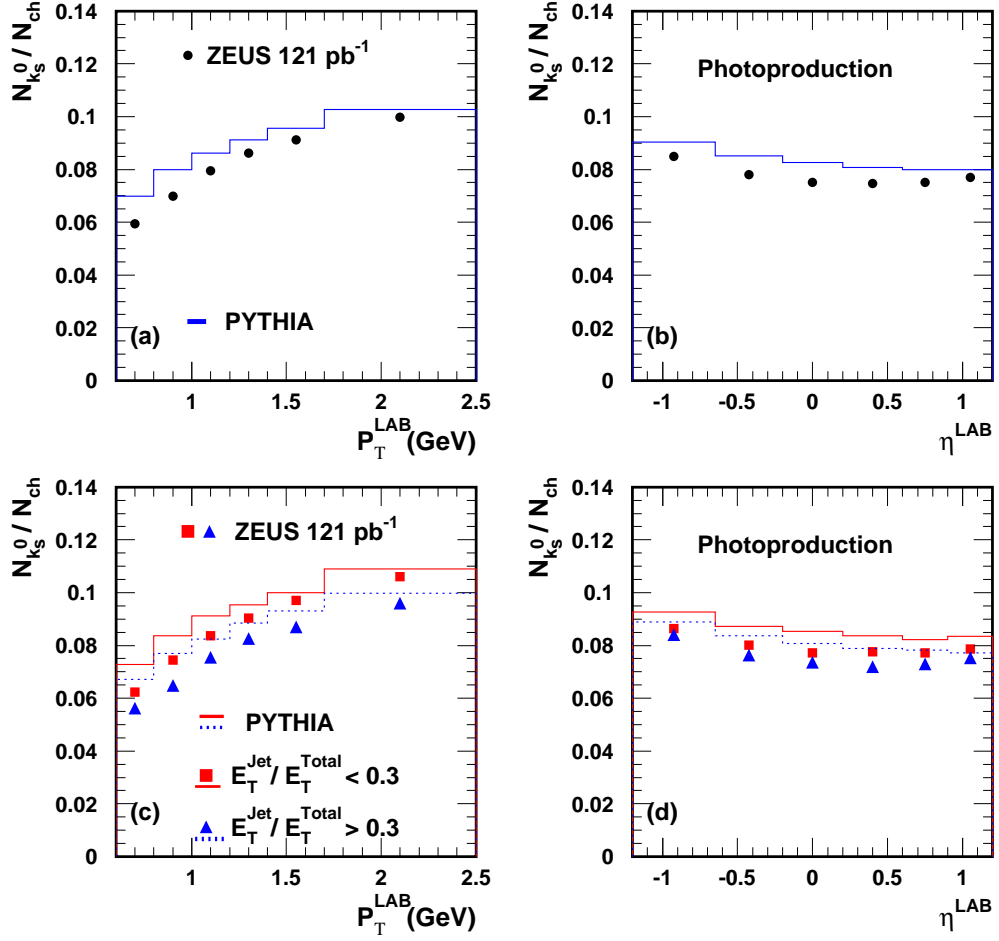 N_{k_S^0} / N_{ch}
0.14
0.12
0.1
0.08
0.06
0.04
0.02
0
ZEUS 121 pb^{-1}
PYTHIA
(a)
1 1.5 2 2.5
P_T^{LAB} (GeV)
N_{k_S^0} / N_{ch}
0.14
0.12
0.1
0.08
0.06
0.04
0.02
0
Photoproduction
(b)
-1 -0.5 0 0.5 1
η^{LAB}
N_{k_S^0} / N_{ch}
0.14
0.12
0.1
0.08
0.06
0.04
0.02
0
ZEUS 121 pb^{-1}
PYTHIA
E_T^{Jet} / E_T^{Total} < 0.3
E_T^{Jet} / E_T^{Total} > 0.3
(c)
1 1.5 2 2.5
P_T^{LAB} (GeV)
N_{k_S^0} / N_{ch}
0.14
0.12
0.1
0.08
0.06
0.04
0.02
0
Photoproduction
(d)
-1 -0.5 0 0.5 1
η^{LAB}